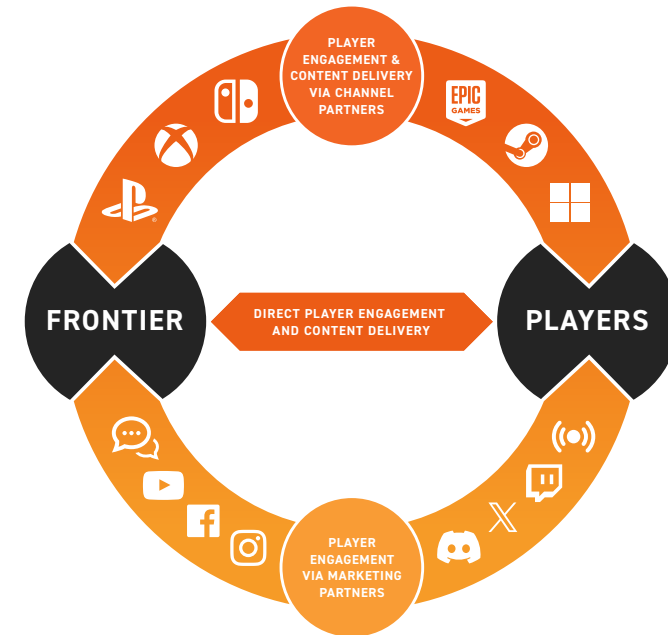 PLAYER
ENGAGEMENT &
CONTENT DELIVERY
VIA CHANNEL
PARTNERS
EPIC
GAMES
FRONTIER
DIRECT PLAYER ENGAGEMENT
AND CONTENT DELIVERY
PLAYERS
PLAYER
ENGAGEMENT
VIA MARKETING
PARTNERS